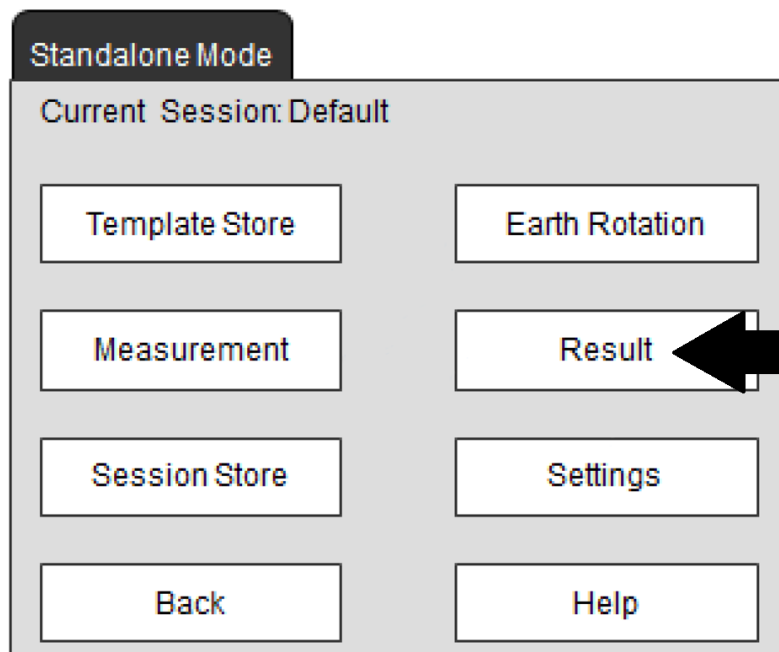 Standalone Mode
Current Session: Default
Template Store
Earth Rotation
Measurement
Result
Session Store
Settings
Back
Help